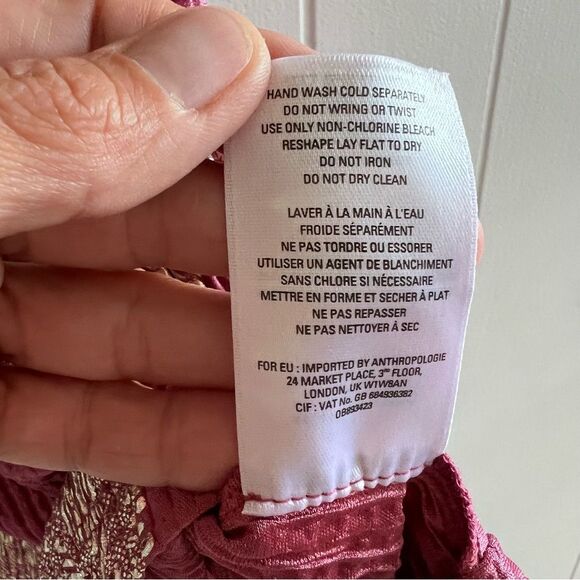 HAND WASH COLD SEPARATELY
DO NOT WRING OR TWIST
USE ONLY NON-CHLORINE BLEACH
RESHAPE LAY FLAT TO DRY
DO NOT IRON
DO NOT DRY CLEAN
LAVER À LA MAIN À L'EAU
FROIDE SÉPARÉMENT
NE PAS TORDRE OU ESSORER
UTILISER UN AGENT DE BLANCHIMENT
SANS CHLORE SI NÉCESSAIRE
METTRE EN FORME ET SECHER À PLAT
NE PAS REPASSER
NE PAS NETTOYER À SEC
FOR EU : IMPORTED BY ANTHROPOLOGIE
24 MARKET PLACE, 3RD FLOOR,
LONDON, UK W1W8AN
CIF : VAT No. GB 684936382
OB893423